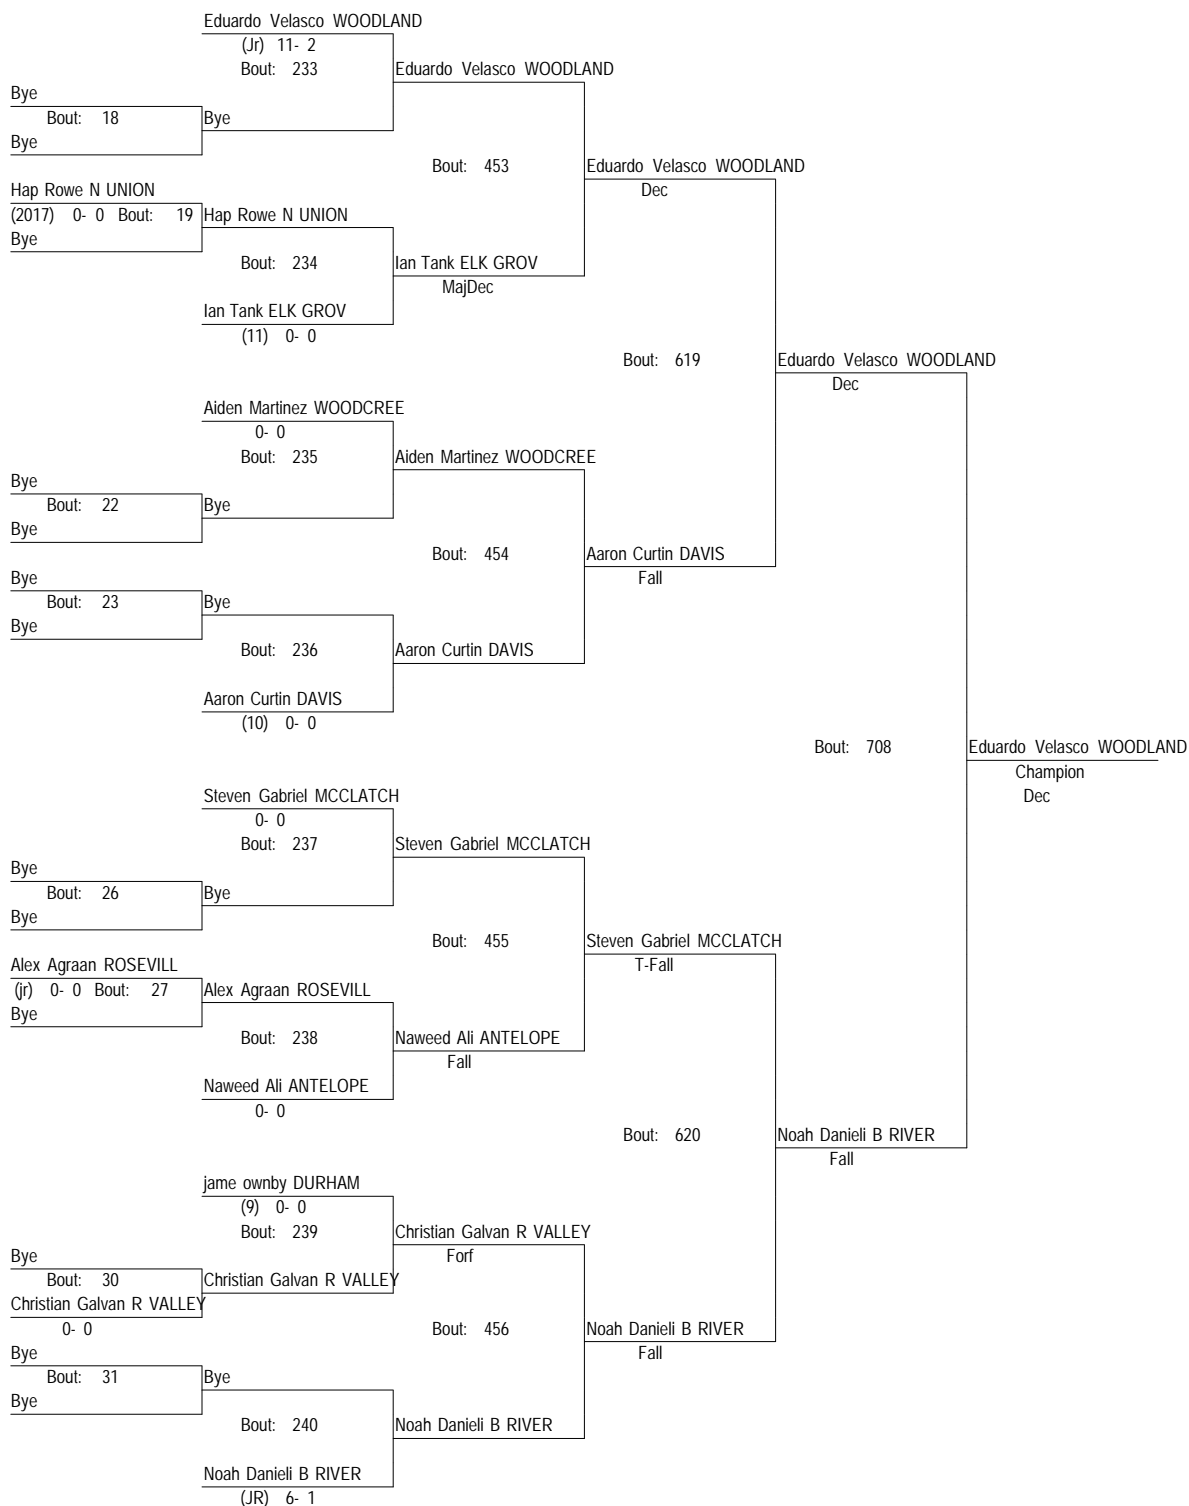 Eduardo Velasco WOODLAND
(Jr) 11- 2
Bout: 233
Eduardo Velasco WOODLAND
Bye
Bout: 18
Bye
Bye
Bout: 453
Eduardo Velasco WOODLAND
Dec
Hap Rowe N UNION
(2017) 0- 0 Bout: 19
Hap Rowe N UNION
Bye
Bout: 234
Ian Tank ELK GROV
MajDec
Ian Tank ELK GROV
(11) 0- 0
Bout: 619
Eduardo Velasco WOODLAND
Dec
Aiden Martinez WOODCREE
0- 0
Bout: 235
Aiden Martinez WOODCREE
Bye
Bout: 22
Bye
Bye
Bout: 454
Aaron Curtin DAVIS
Fall
Bye
Bout: 23
Bye
Bye
Bout: 236
Aaron Curtin DAVIS
Aaron Curtin DAVIS
(10) 0- 0
Bout: 708
Eduardo Velasco WOODLAND
Champion
Dec
Steven Gabriel MCCLATCH
0- 0
Bout: 237
Steven Gabriel MCCLATCH
Bye
Bout: 26
Bye
Bye
Bout: 455
Steven Gabriel MCCLATCH
T-Fall
Alex Agraan ROSEVILL
(jr) 0- 0 Bout: 27
Alex Agraan ROSEVILL
Bye
Bout: 238
Naweed Ali ANTELOPE
Fall
Naweed Ali ANTELOPE
0- 0
Bout: 620
Noah Danieli B RIVER
Fall
jame ownby DURHAM
(9) 0- 0
Bout: 239
Christian Galvan R VALLEY
Forf
Bye
Bout: 30
Christian Galvan R VALLEY
Christian Galvan R VALLEY
0- 0
Bout: 456
Noah Danieli B RIVER
Fall
Bye
Bout: 31
Bye
Bye
Bout: 240
Noah Danieli B RIVER
Noah Danieli B RIVER
(JR) 6- 1